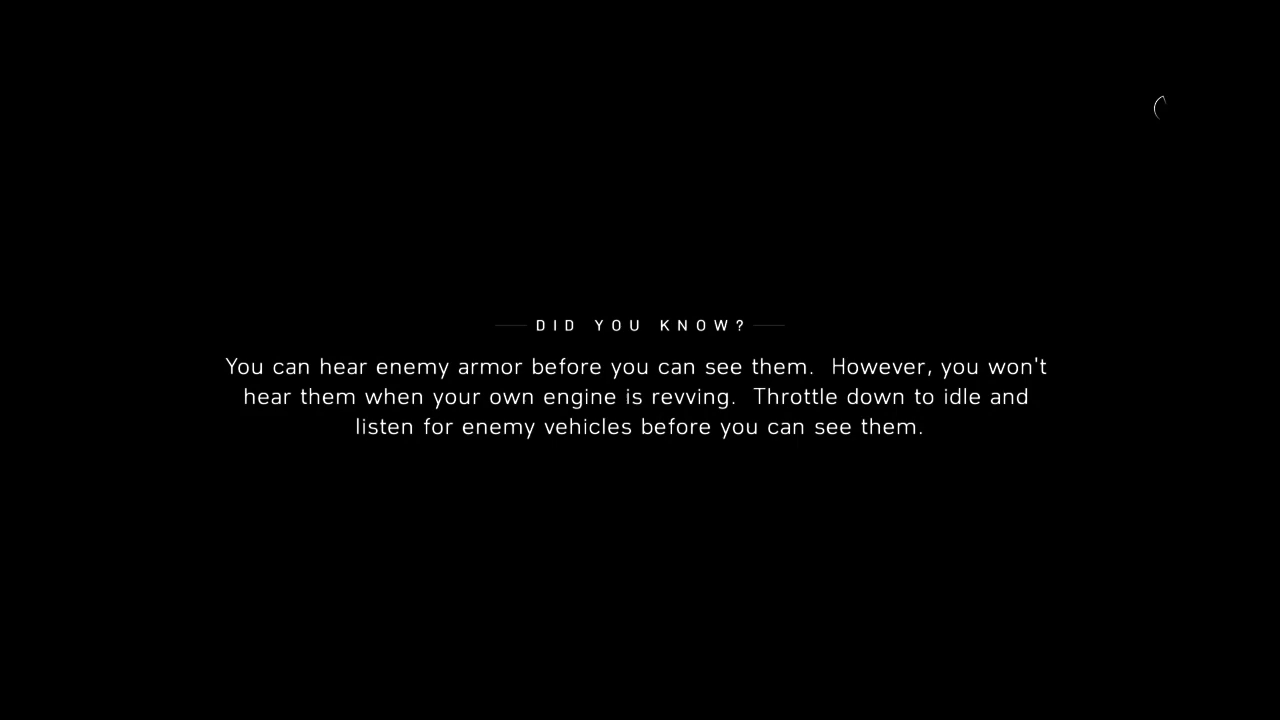 DID YOU KNOW?
You can hear enemy armor before you can see them.  However, you won't
hear them when your own engine is revving.  Throttle down to idle and
listen for enemy vehicles before you can see them.